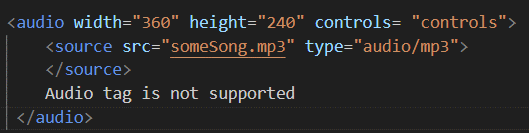 <audio width="360" height="240" controls= "controls">
<source src="someSong.mp3" type="audio/mp3">
</source>
Audio tag is not supported
</audio>